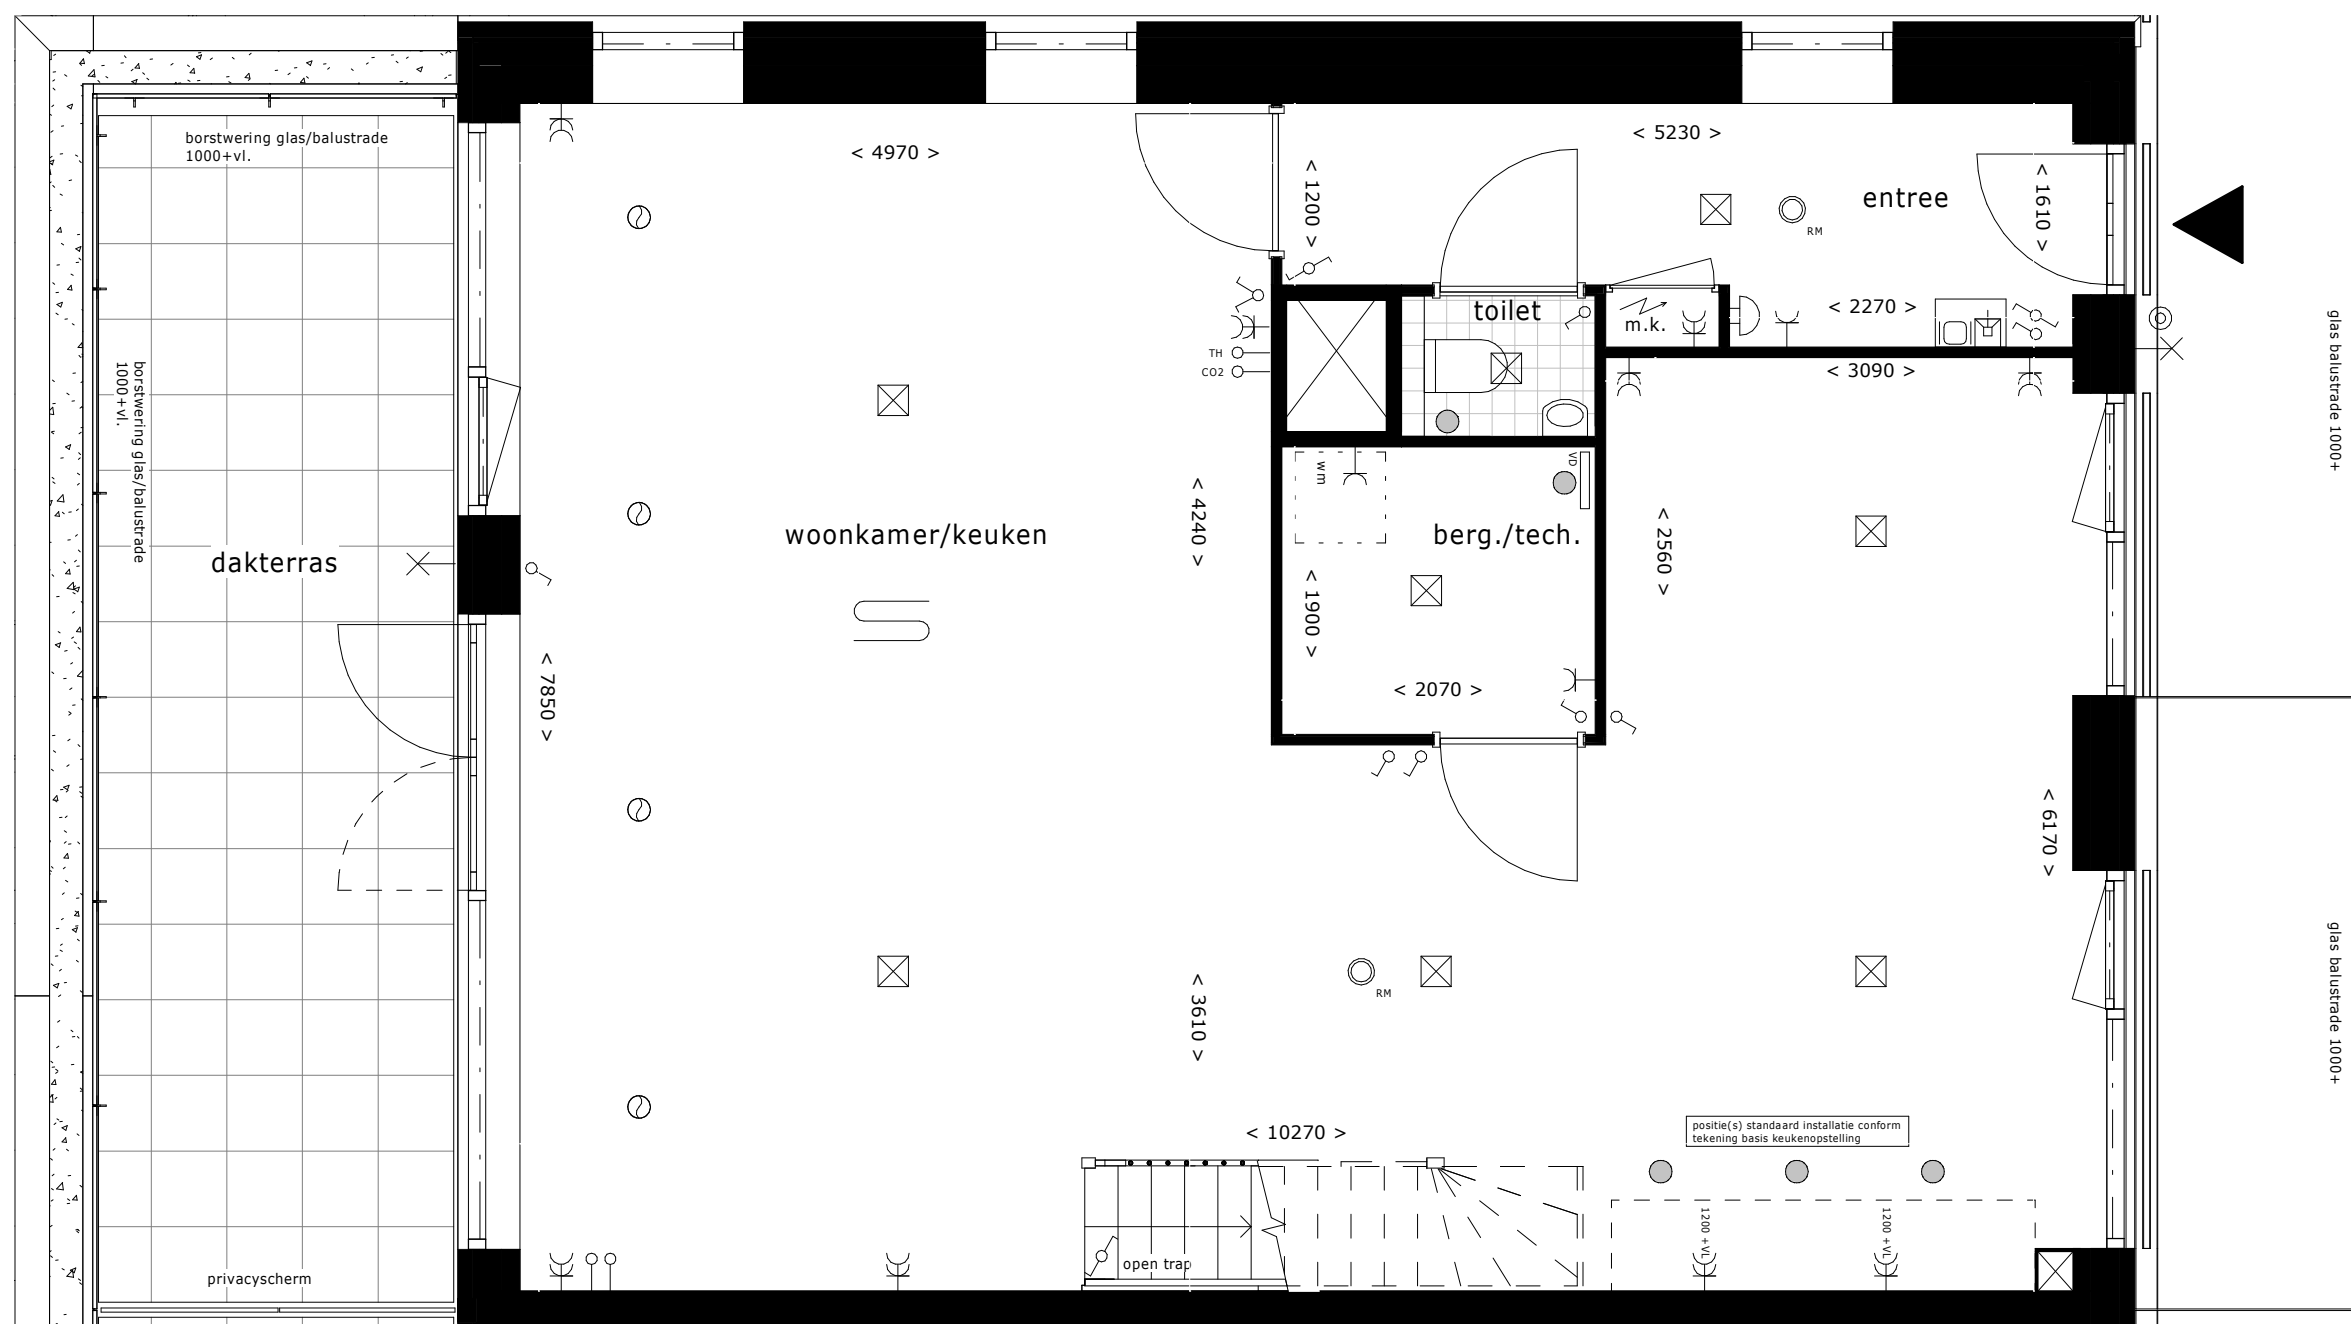 borstwering glas/balustrade
1000+vl.
< 4970 >
< 5230 >
< 1200 >
entree
< 1610 >
RM
toilet
m.k.
< 2270 >
TH
CO2
< 3090 >
glas balustrade 1000+
borstwering glas/balustrade
1000+vl.
wm
VD
dakterras
woonkamer/keuken
< 4240 >
berg./tech.
< 2560 >
< 1900 >
< 7850 >
< 2070 >
< 6170 >
RM
< 3610 >
glas balustrade 1000+
< 10270 >
positie(s) standaard installatie conform
tekening basis keukenopstelling
1200 +VL
1200 +VL
open trap
privacyscherm